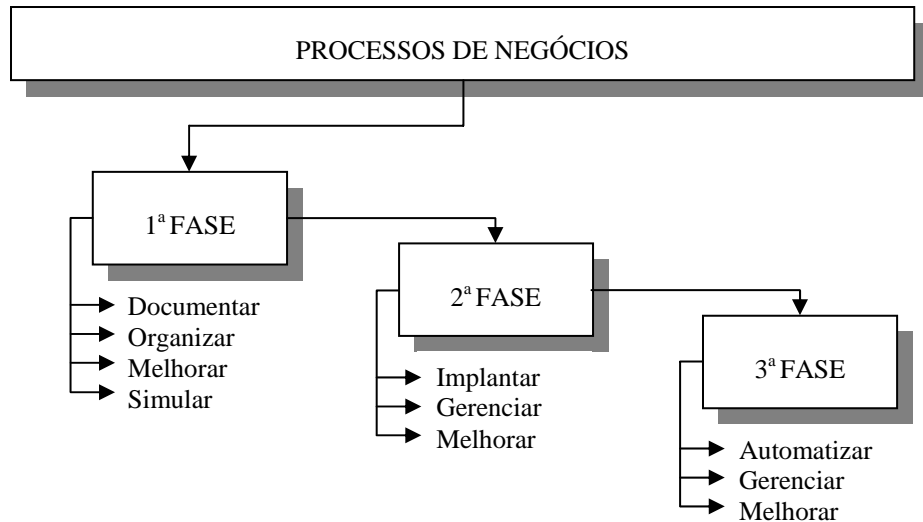 PROCESSOS DE NEGÓCIOS
1ª FASE
Documentar
Organizar
Melhorar
Simular
2ª FASE
Implantar
Gerenciar
Melhorar
3ª FASE
Automatizar
Gerenciar
Melhorar